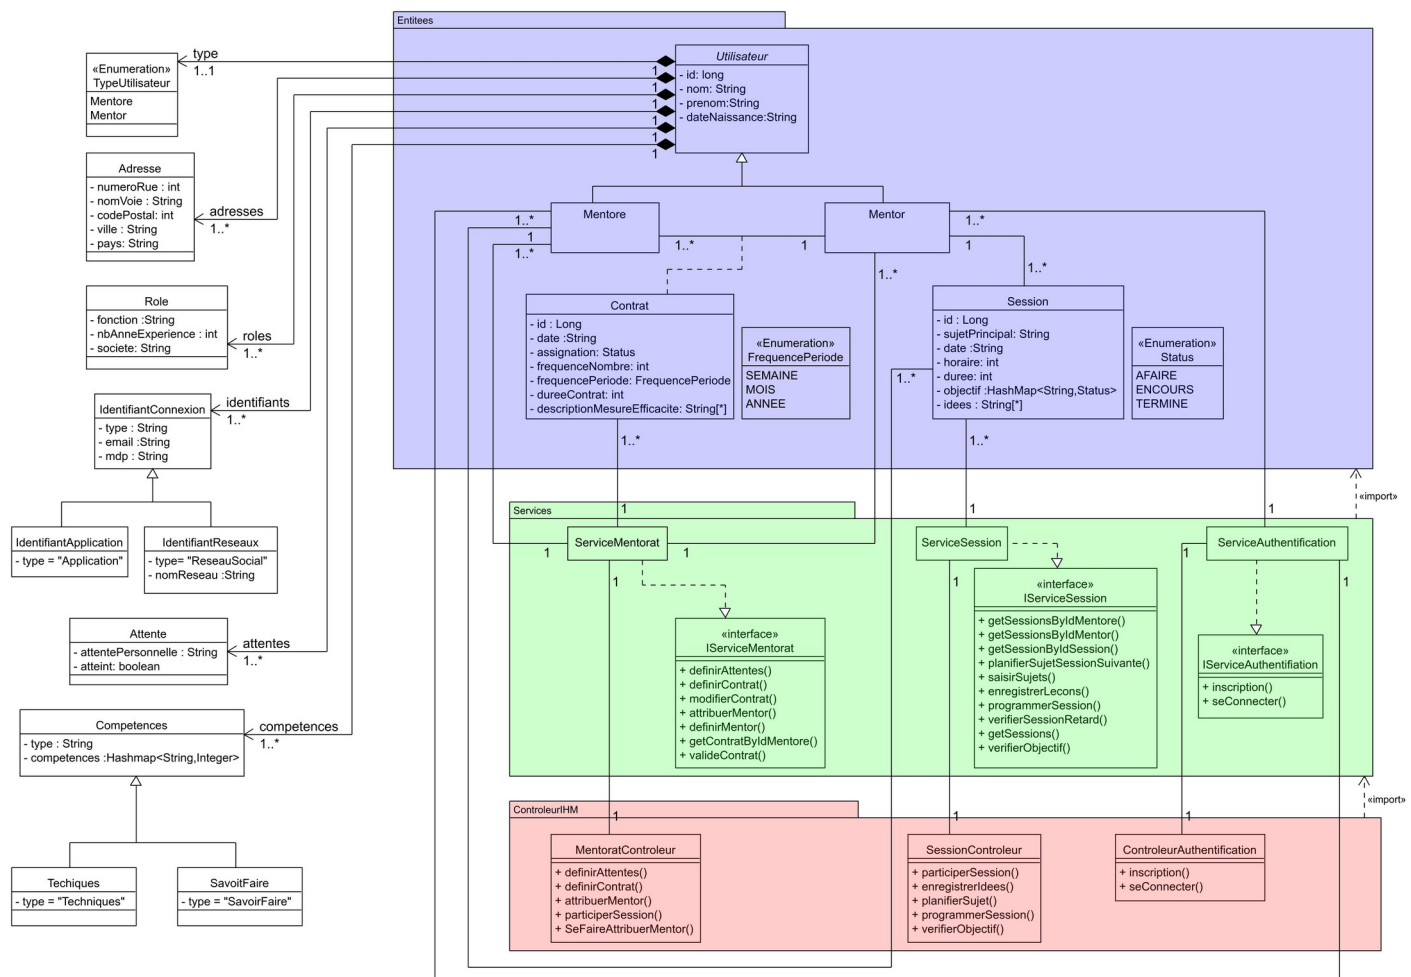 Entitees
type
1..1
«Enumeration»
TypeUtilisateur
Mentore
Mentor
Utilisateur
- id: long
- nom: String
- prenom:String
- dateNaissance:String
1
1
1
1
1
1
Adresse
- numeroRue : int
- nomVoie : String
- codePostal: int
- ville : String
- pays: String
adresses
1..*
Mentore
Mentor
1..*
1
1..*
1..*
1
1..*
1
1..*
1..*
Role
- fonction :String
- nbAnneExperience : int
- societe: String
roles
1..*
Contrat
- id : Long
- date :String
- assignation: Status
- frequenceNombre: int
- frequencePeriode: FrequencePeriode
- dureeContrat: int
- descriptionMesureEfficacite: String[*]
«Enumeration»
FrequencePeriode
SEMAINE
MOIS
ANNEE
Session
- id : Long
- sujetPrincipal: String
- date :String
- horaire: int
- duree: int
- objectif :HashMap<String,Status>
- idees : String[*]
«Enumeration»
Status
AFAIRE
ENCOURS
TERMINE
1..*
IdentifiantConnexion
- type : String
- email :String
- mdp : String
identifiants
1..*
1..*
1..*
«import»
IdentifiantApplication
- type = "Application"
IdentifiantReseaux
- type= "ReseauSocial"
- nomReseau :String
Services
1
1
1
ServiceMentorat
ServiceSession
ServiceAuthentification
1
1
1
1
1
1
1
«interface»
IServiceMentorat
+ definirAttentes()
+ definirContrat()
+ modifierContrat()
+ attribuerMentor()
+ definirMentor()
+ getContratByIdMentore()
+ valideContrat()
«interface»
IServiceSession
+ getSessionsByIdMentore()
+ getSessionsByIdMentor()
+ getSessionByIdSession()
+ planifierSujetSessionSuivante()
+ saisirSujets()
+ enregistrerLecons()
+ programmerSession()
+ verifierSessionRetard()
+ getSessions()
+ verifierObjectif()
«interface»
IServiceAuthentifiation
+ inscription()
+ seConnecter()
Attente
- attentePersonnelle : String
- atteint: boolean
attentes
1..*
Competences
- type : String
- competences :Hashmap<String,Integer>
competences
1..*
«import»
ControleurIHM
1
1
1
MentoratControleur
+ definirAttentes()
+ definirContrat()
+ attribuerMentor()
+ participerSession()
+ SeFaireAttribuerMentor()
SessionControleur
+ participerSession()
+ enregistrerIdees()
+ planifierSujet()
+ programmerSession()
+ verifierObjectif()
ControleurAuthentification
+ inscription()
+ seConnecter()
Techiques
- type = "Techniques"
SavoitFaire
- type = "SavoirFaire"